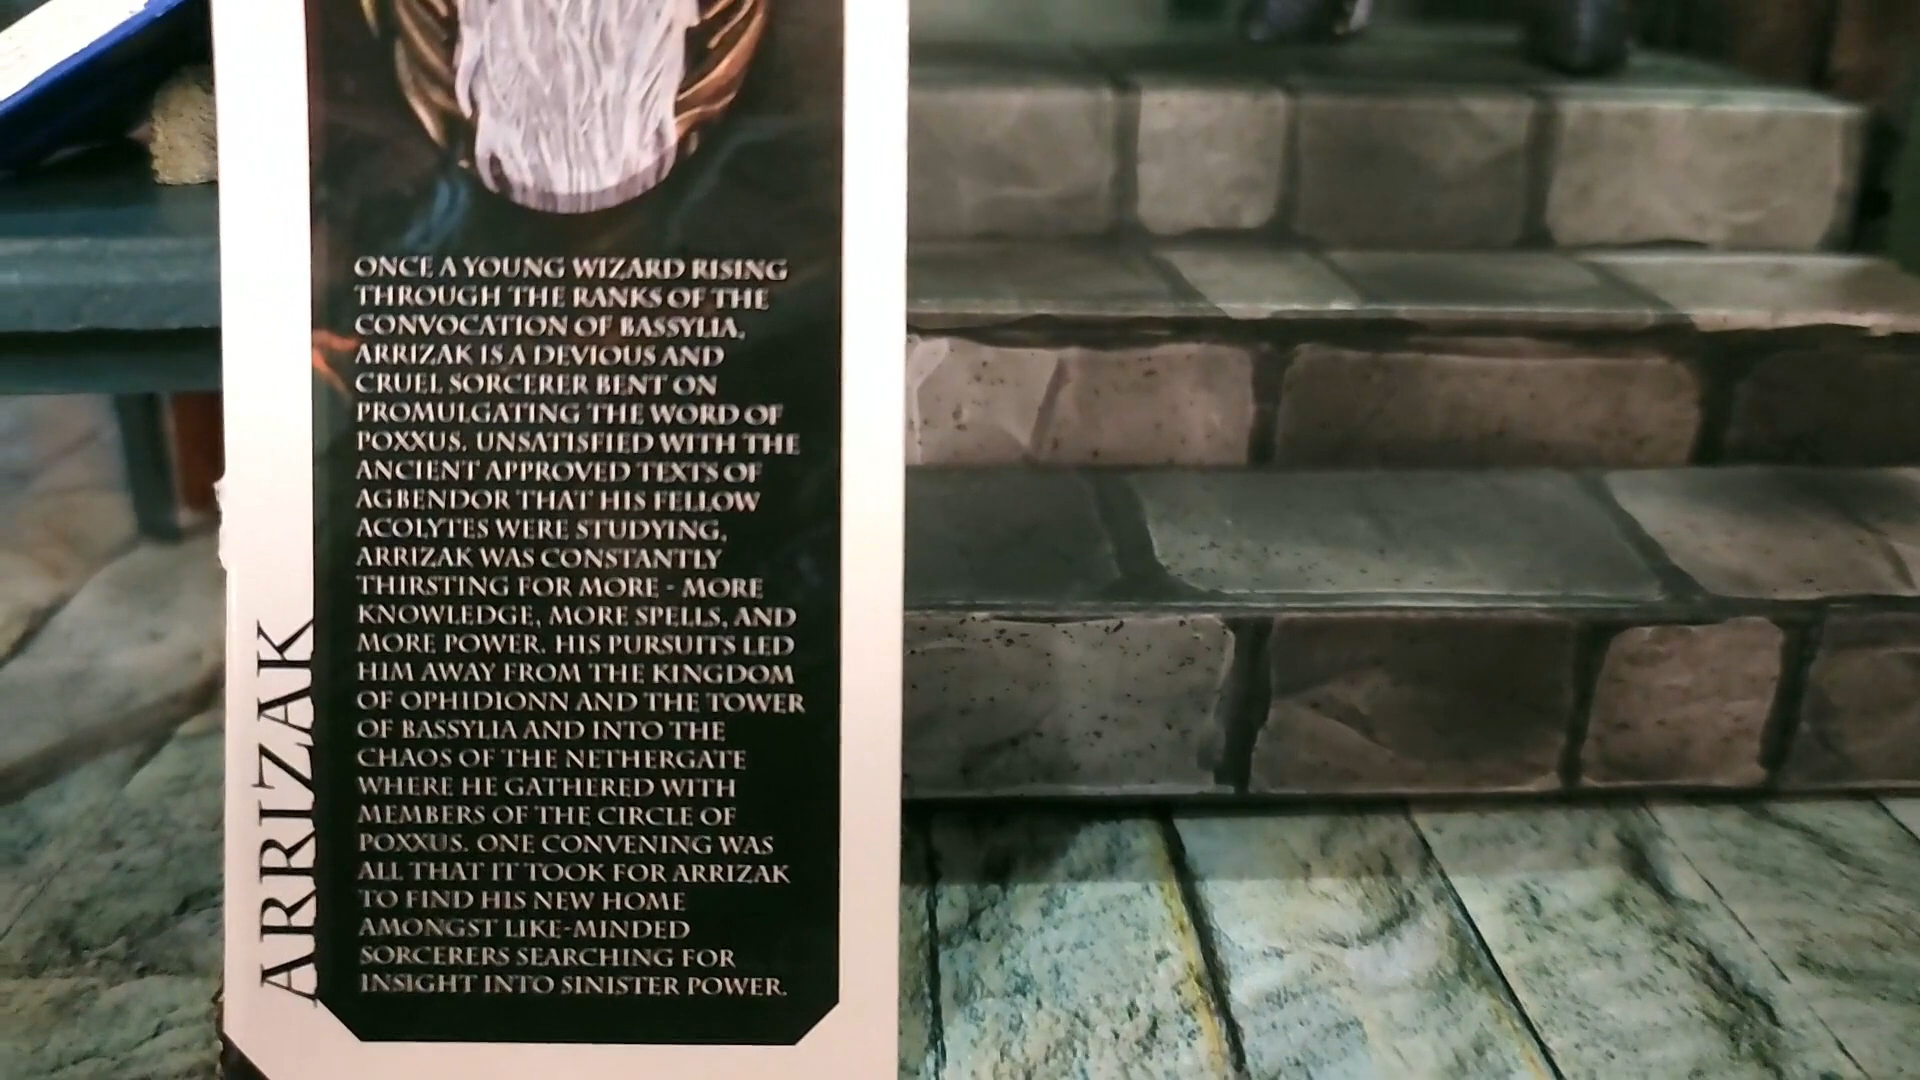 ONCE A YOUNG WIZARD RISING
THROUGH THE RANKS OF THE
CONVOCATION OF BASSYLIA,
ARRIZAK IS A DEVIOUS AND
CRUEL SORCERER BENT ON
PROMULGATING THE WORD OF
POXXUS. UNSATISFIED WITH THE
ANCIENT APPROVED TEXTS OF
AGBENDOR THAT HIS FELLOW
ACOLYTES WERE STUDYING,
ARRIZAK WAS CONSTANTLY
THIRSTING FOR MORE - MORE
KNOWLEDGE, MORE SPELLS, AND
MORE POWER. HIS PURSUITS LED
HIM AWAY FROM THE KINGDOM
OF OPHIDIONN AND THE TOWER
OF BASSYLIA AND INTO THE
CHAOS OF THE NETHERGATE
WHERE HE GATHERED WITH
MEMBERS OF THE CIRCLE OF
POXXUS. ONE CONVENING WAS
ALL THAT IT TOOK FOR ARRIZAK
TO FIND HIS NEW HOME
AMONGST LIKE-MINDED
SORCERERS SEARCHING FOR
INSIGHT INTO SINISTER POWER.
ARRIZAK